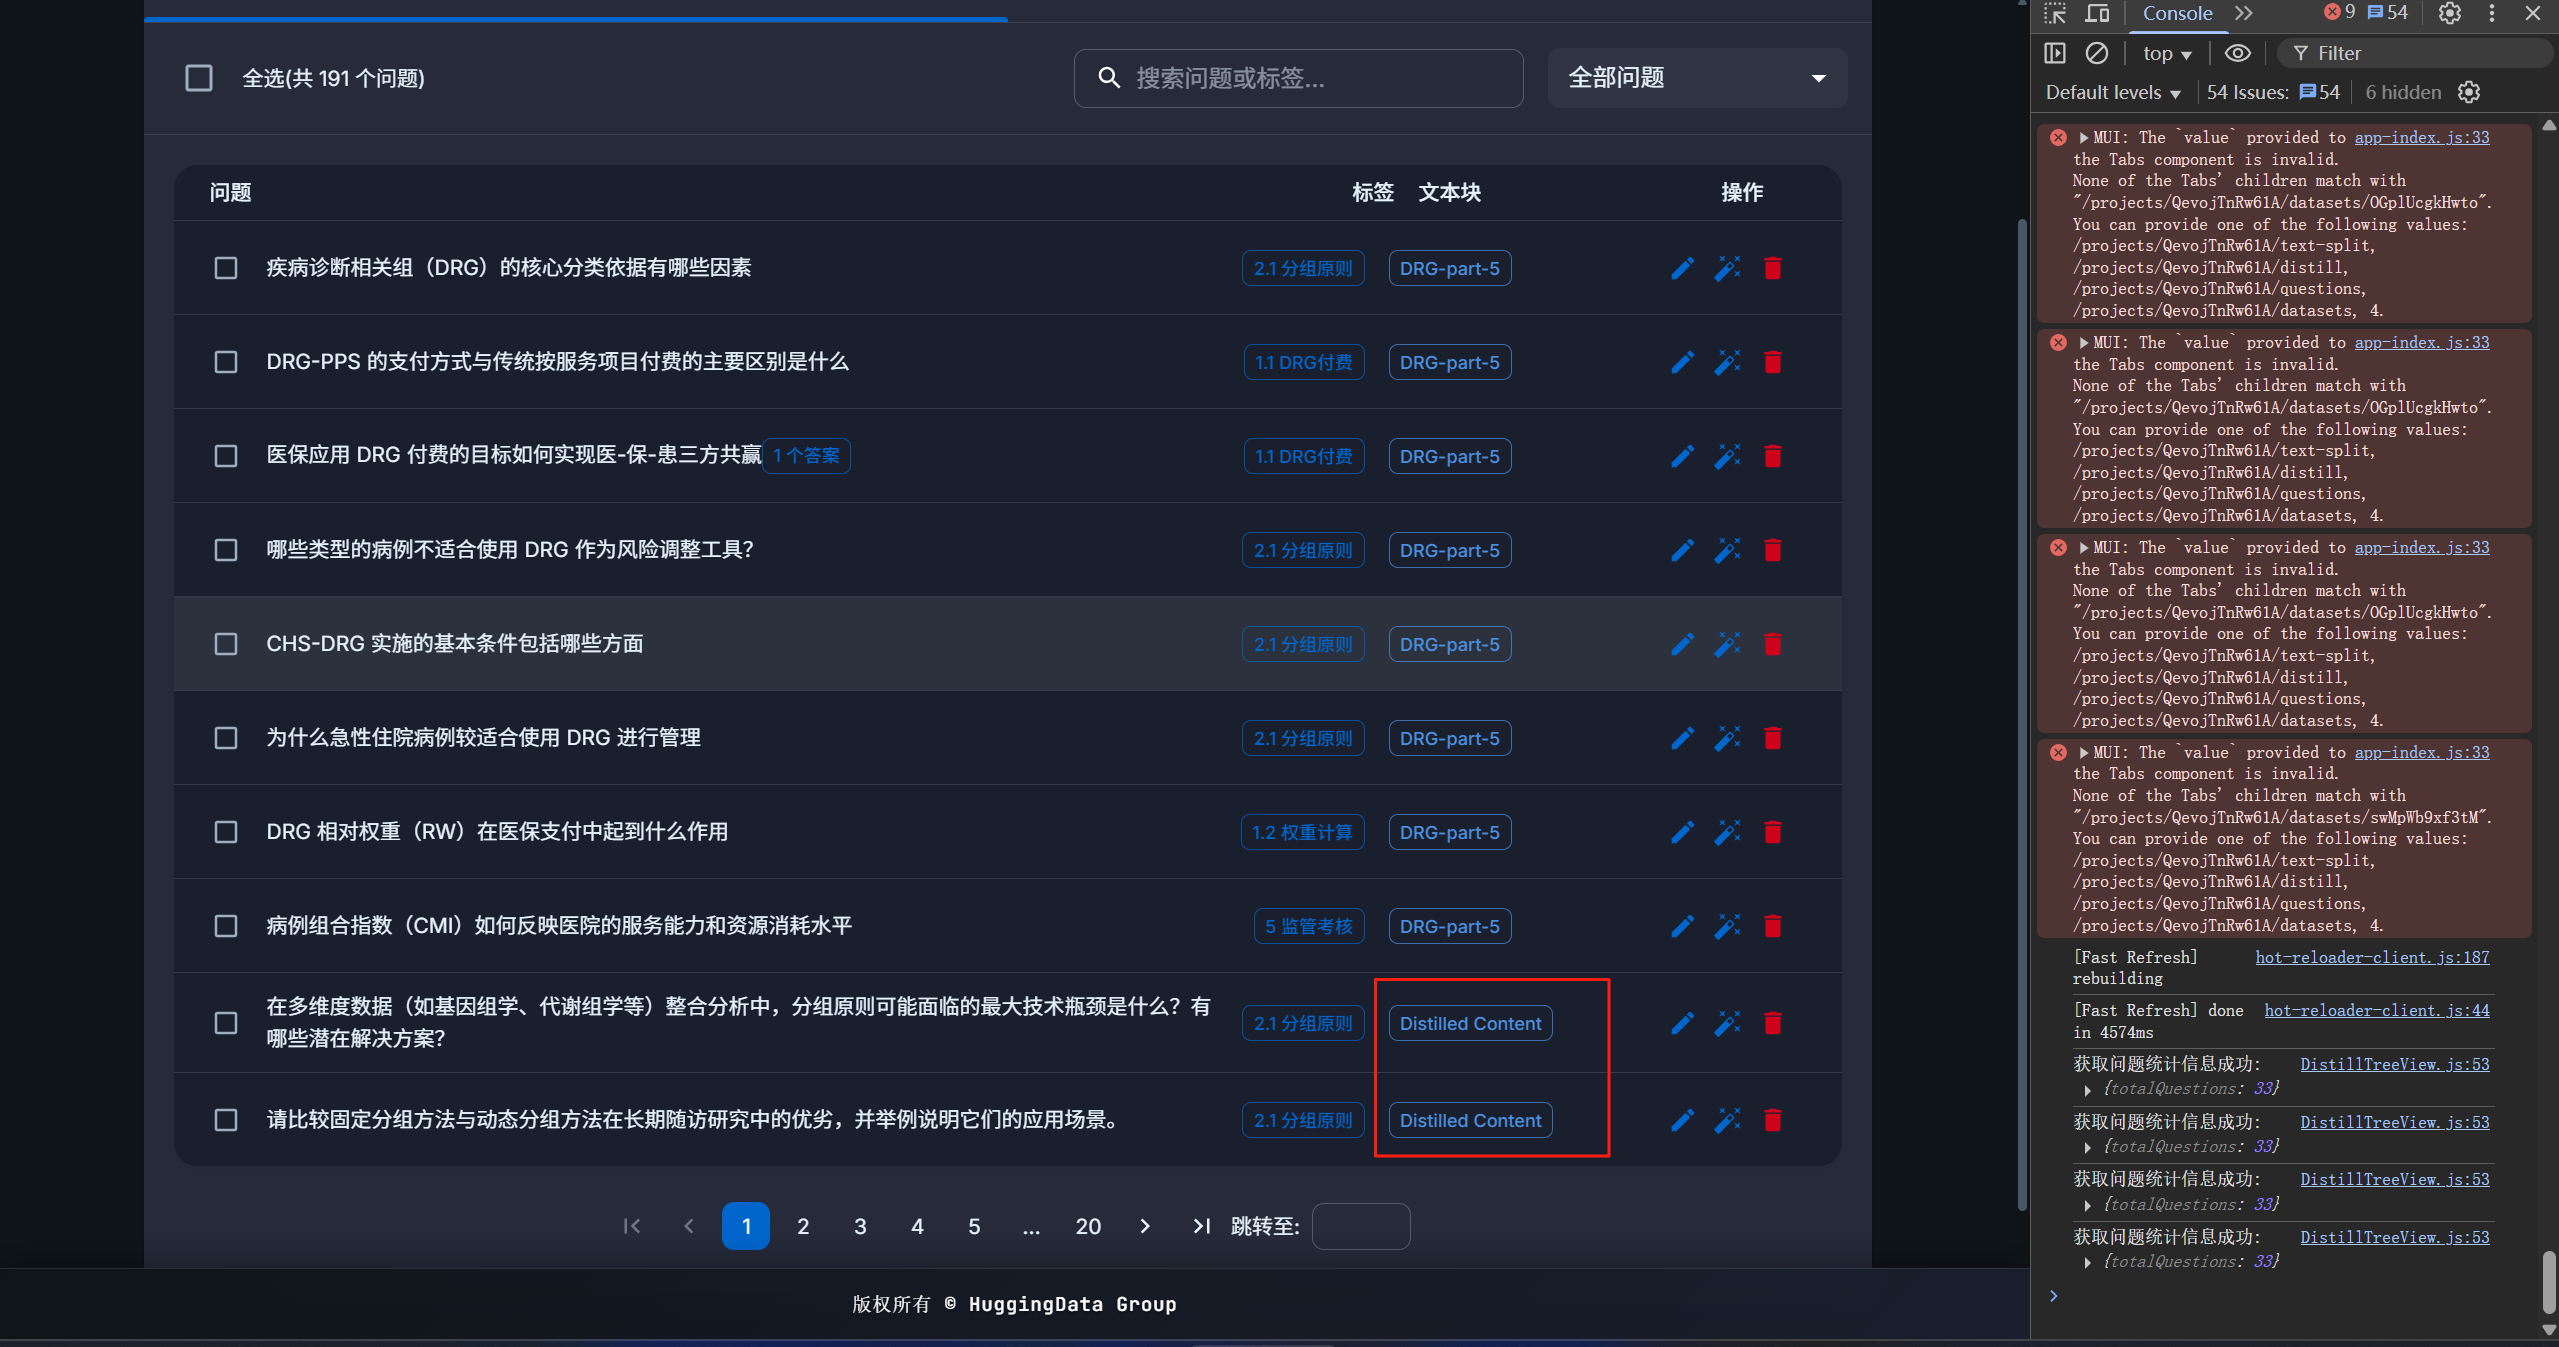 全选(共 191 个问题)
搜索问题或标签...
全部问题
问题 标签 文本块 操作
疾病诊断相关组（DRG）的核心分类依据有哪些因素 2.1 分组原则 DRG-part-5
DRG-PPS 的支付方式与传统按服务项目付费的主要区别是什么 1.1 DRG付费 DRG-part-5
医保应用 DRG 付费的目标如何实现医-保-患三方共赢 1 个答案 1.1 DRG付费 DRG-part-5
哪些类型的病例不适合使用 DRG 作为风险调整工具？ 2.1 分组原则 DRG-part-5
CHS-DRG 实施的基本条件包括哪些方面 2.1 分组原则 DRG-part-5
为什么急性住院病例较适合使用 DRG 进行管理 2.1 分组原则 DRG-part-5
DRG 相对权重（RW）在医保支付中起到什么作用 1.2 权重计算 DRG-part-5
病例组合指数（CMI）如何反映医院的服务能力和资源消耗水平 5 监管考核 DRG-part-5
在多维度数据（如基因组学、代谢组学等）整合分析中，分组原则可能面临的最大技术瓶颈是什么？有
哪些潜在解决方案？ 2.1 分组原则 Distilled Content
请比较固定分组方法与动态分组方法在长期随访研究中的优劣，并举例说明它们的应用场景。 2.1 分组原则 Distilled Content
1 2 3 4 5 ... 20 跳转至:
版权所有 © HuggingData Group
Console 9 54
top Filter
Default levels 54 Issues: 54 6 hidden
MUI: The `value` provided to app-index.js:33
the Tabs component is invalid.
None of the Tabs' children match with
"/projects/QevojTnRw61A/datasets/OGplUcgkHwto".
You can provide one of the following values:
/projects/QevojTnRw61A/text-split,
/projects/QevojTnRw61A/distill,
/projects/QevojTnRw61A/questions,
/projects/QevojTnRw61A/datasets, 4.
MUI: The `value` provided to app-index.js:33
the Tabs component is invalid.
None of the Tabs' children match with
"/projects/QevojTnRw61A/datasets/OGplUcgkHwto".
You can provide one of the following values:
/projects/QevojTnRw61A/text-split,
/projects/QevojTnRw61A/distill,
/projects/QevojTnRw61A/questions,
/projects/QevojTnRw61A/datasets, 4.
MUI: The `value` provided to app-index.js:33
the Tabs component is invalid.
None of the Tabs' children match with
"/projects/QevojTnRw61A/datasets/OGplUcgkHwto".
You can provide one of the following values:
/projects/QevojTnRw61A/text-split,
/projects/QevojTnRw61A/distill,
/projects/QevojTnRw61A/questions,
/projects/QevojTnRw61A/datasets, 4.
MUI: The `value` provided to app-index.js:33
the Tabs component is invalid.
None of the Tabs' children match with
"/projects/QevojTnRw61A/datasets/swMpWb9xf3tM".
You can provide one of the following values:
/projects/QevojTnRw61A/text-split,
/projects/QevojTnRw61A/distill,
/projects/QevojTnRw61A/questions,
/projects/QevojTnRw61A/datasets, 4.
[Fast Refresh] hot-reloader-client.js:187
rebuilding
[Fast Refresh] done hot-reloader-client.js:44
in 4574ms
获取问题统计信息成功: DistillTreeView.js:53
{totalQuestions: 33}
获取问题统计信息成功: DistillTreeView.js:53
{totalQuestions: 33}
获取问题统计信息成功: DistillTreeView.js:53
{totalQuestions: 33}
获取问题统计信息成功: DistillTreeView.js:53
{totalQuestions: 33}